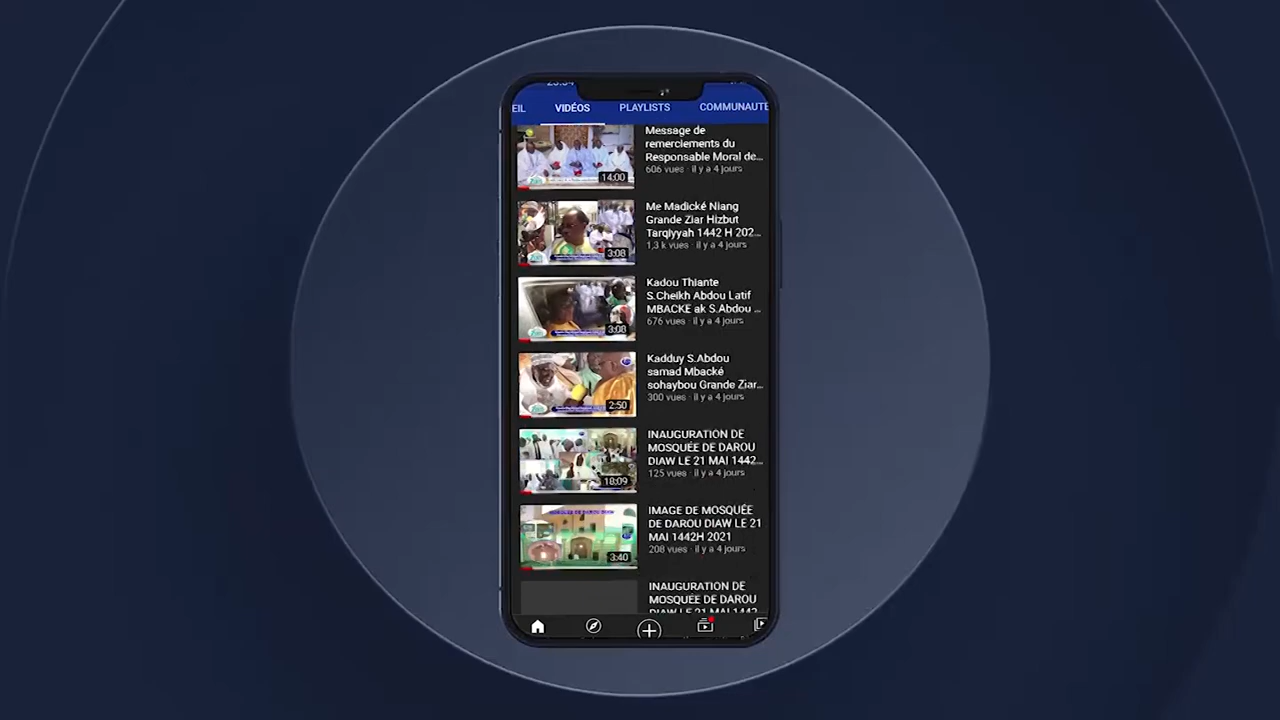 EIL VIDÉOS PLAYLISTS COMMUNAUTÉ
Message de
remerciements du
Responsable Moral de...
606 vues · il y a 4 jours
14:00
Me Madické Niang
Grande Ziar Hizbut
Tarqiyyah 1442 H 202...
1,3 k vues · il y a 4 jours
3:08
Kadou Thiante
S.Cheikh Abdou Latif
MBACKE ak S.Abdou ...
676 vues · il y a 4 jours
3:08
Kadduy S.Abdou
samad Mbacké
sohaybou Grande Ziar...
300 vues · il y a 4 jours
2:50
INAUGURATION DE
MOSQUÉE DE DAROU
DIAW LE 21 MAI 1442...
125 vues · il y a 4 jours
18:09
IMAGE DE MOSQUÉE
DE DAROU DIAW LE 21
MAI 1442H 2021
208 vues · il y a 4 jours
3:40
INAUGURATION DE
MOSQUÉE DE DAROU
DIAW LE 21 MAI 1442